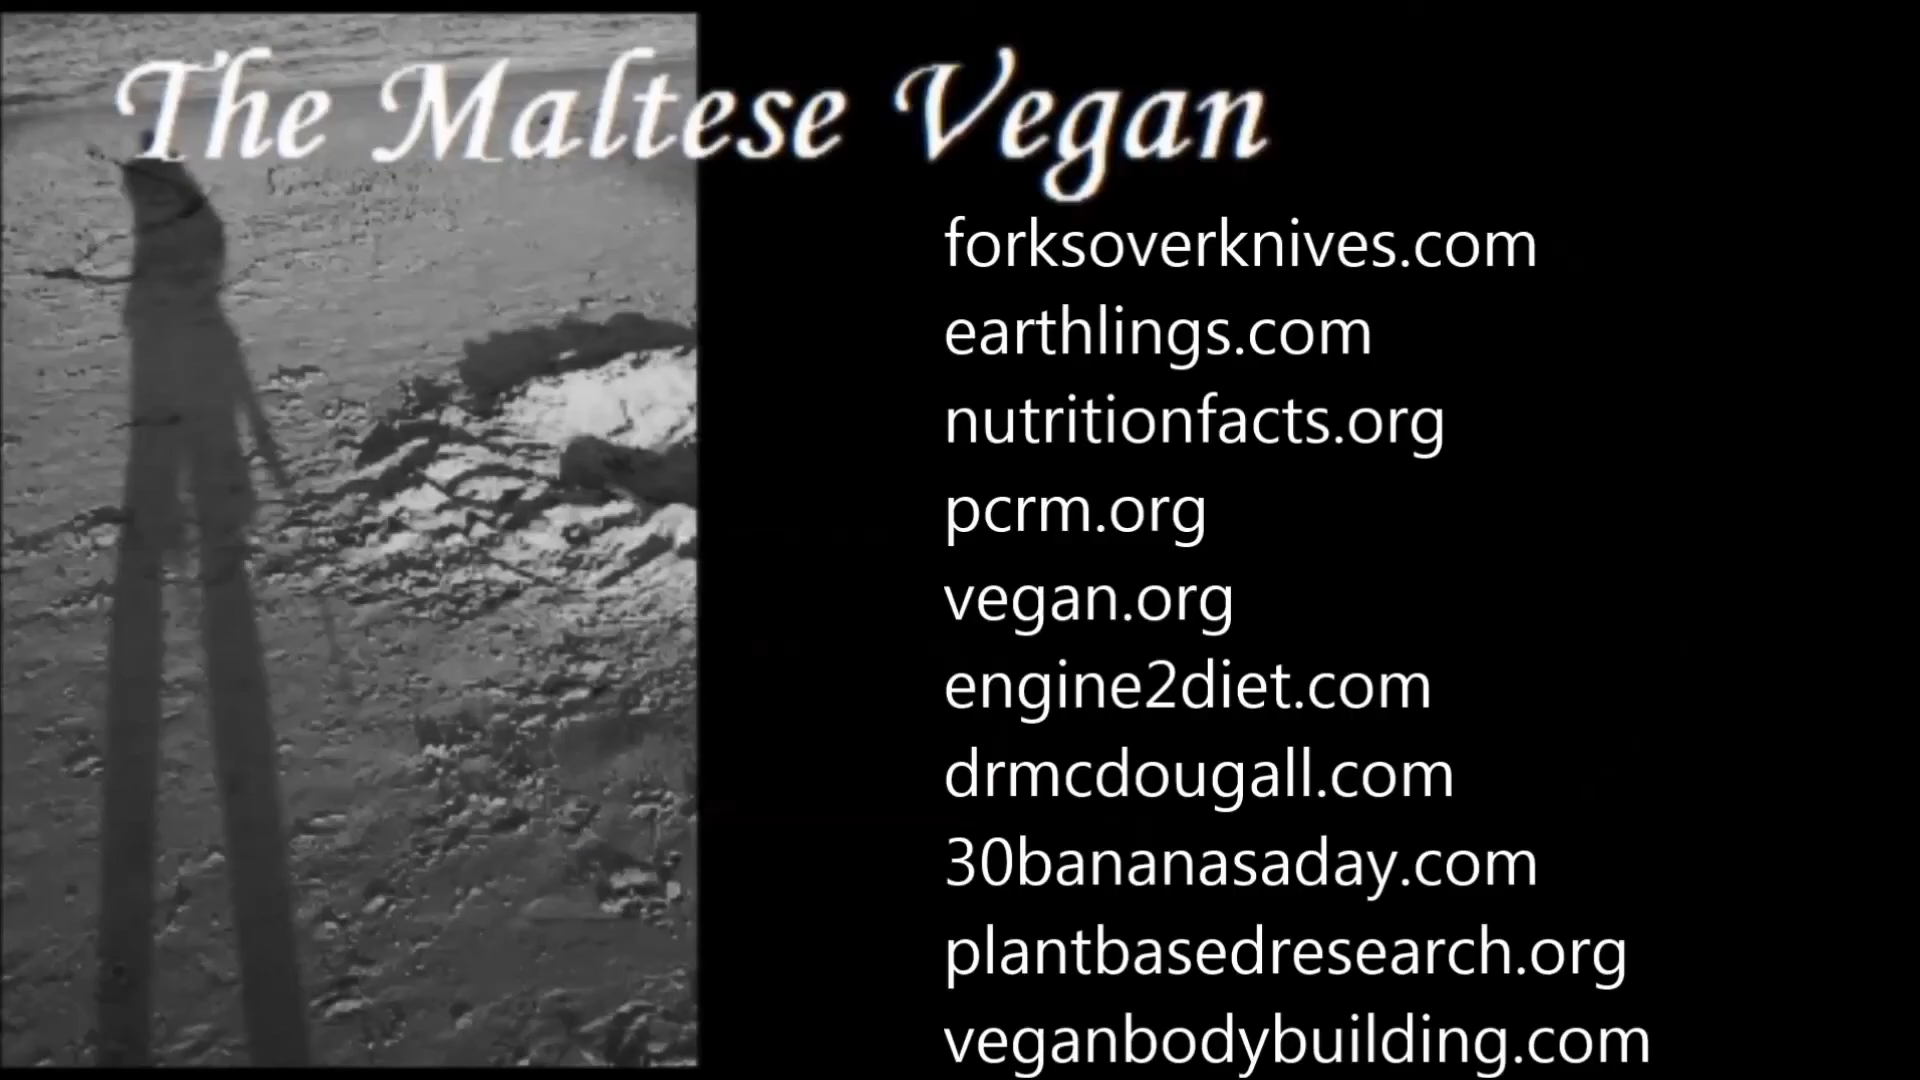 The Maltese Vegan
forksoverknives.com
earthlings.com
nutritionfacts.org
pcrm.org
vegan.org
engine2diet.com
drmcdougall.com
30bananasaday.com
plantbasedresearch.org
veganbodybuilding.com